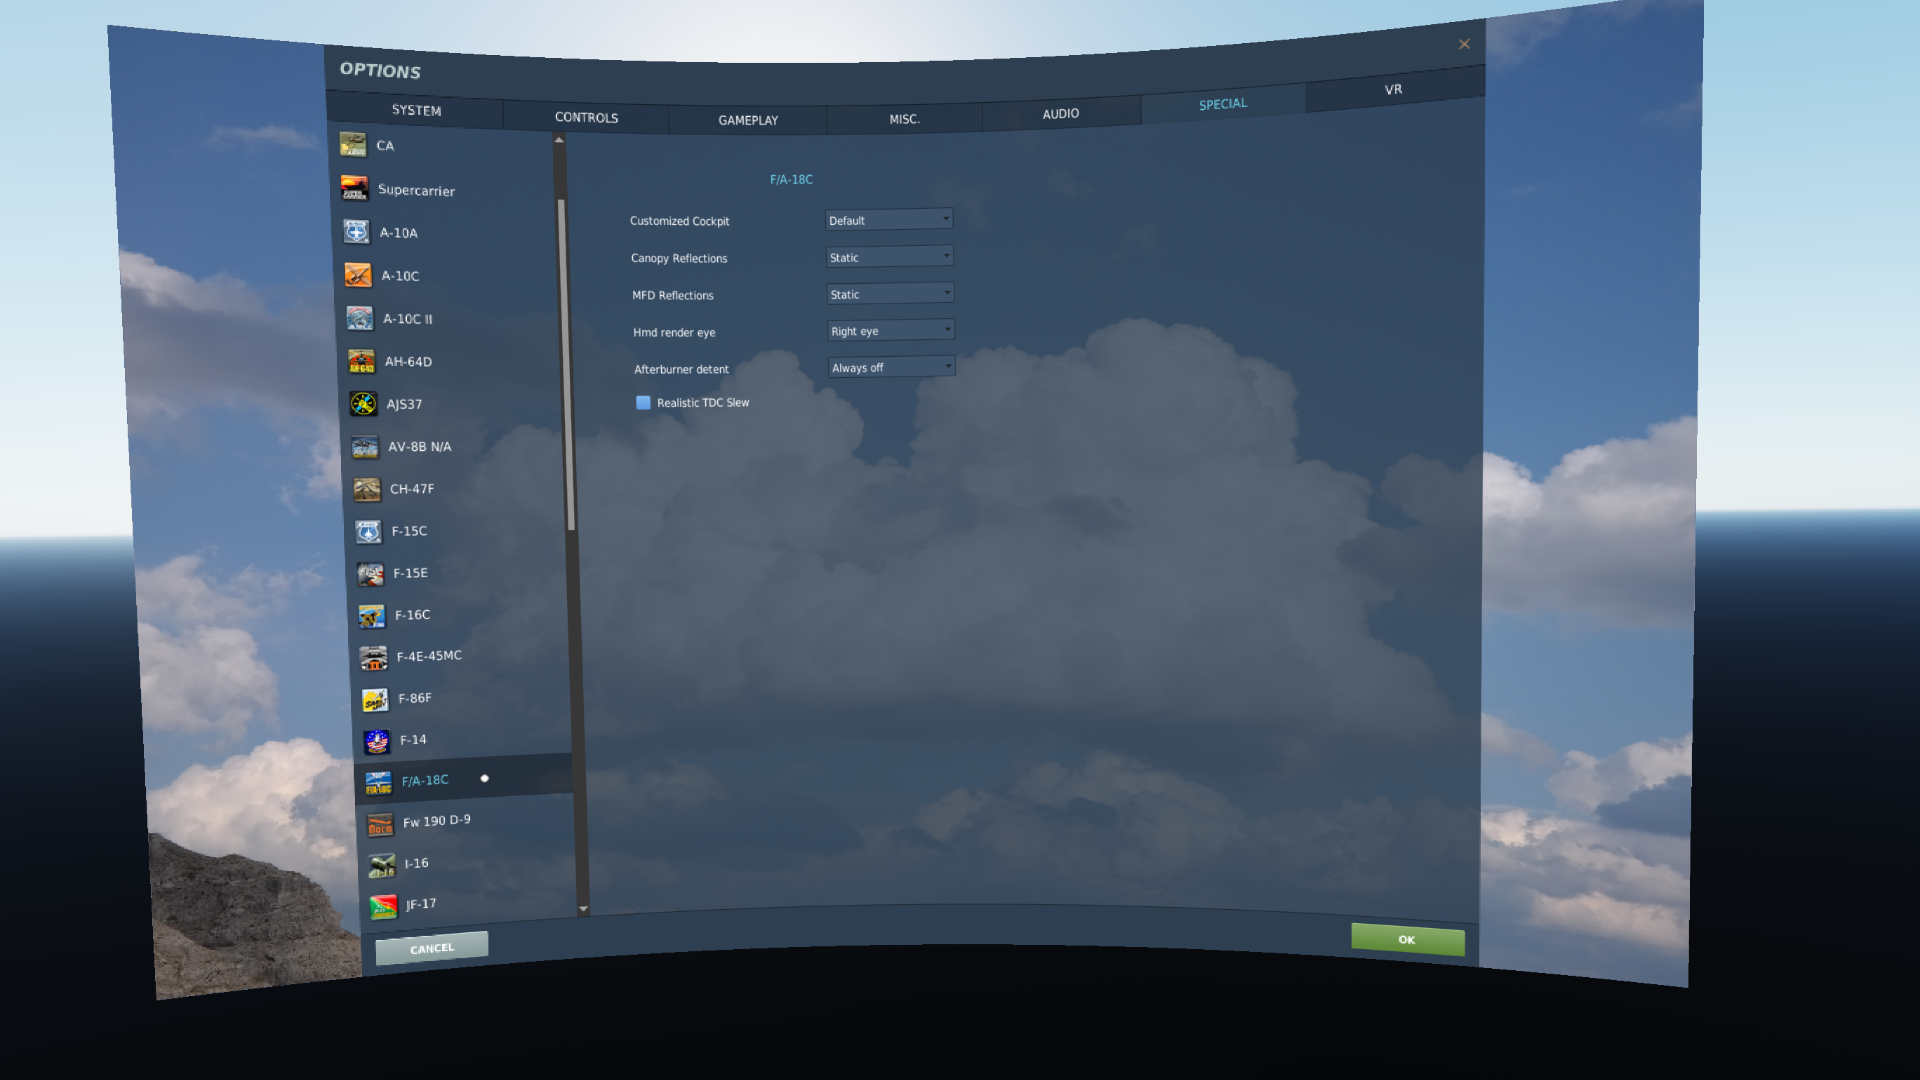 OPTIONS
SYSTEM
CONTROLS
GAMEPLAY
MISC.
AUDIO
SPECIAL
VR
CA
Supercarrier
A-10A
A-10C
A-10C II
AH-64D
AJS37
AV-8B N/A
CH-47F
F-15C
F-15E
F-16C
F-4E-45MC
F-86F
F-14
F/A-18C
Fw 190 D-9
I-16
JF-17
F/A-18C
Customized Cockpit
Default
Canopy Reflections
Static
MFD Reflections
Static
Hmd render eye
Right eye
Afterburner detent
Always off
Realistic TDC Slew
CANCEL
OK